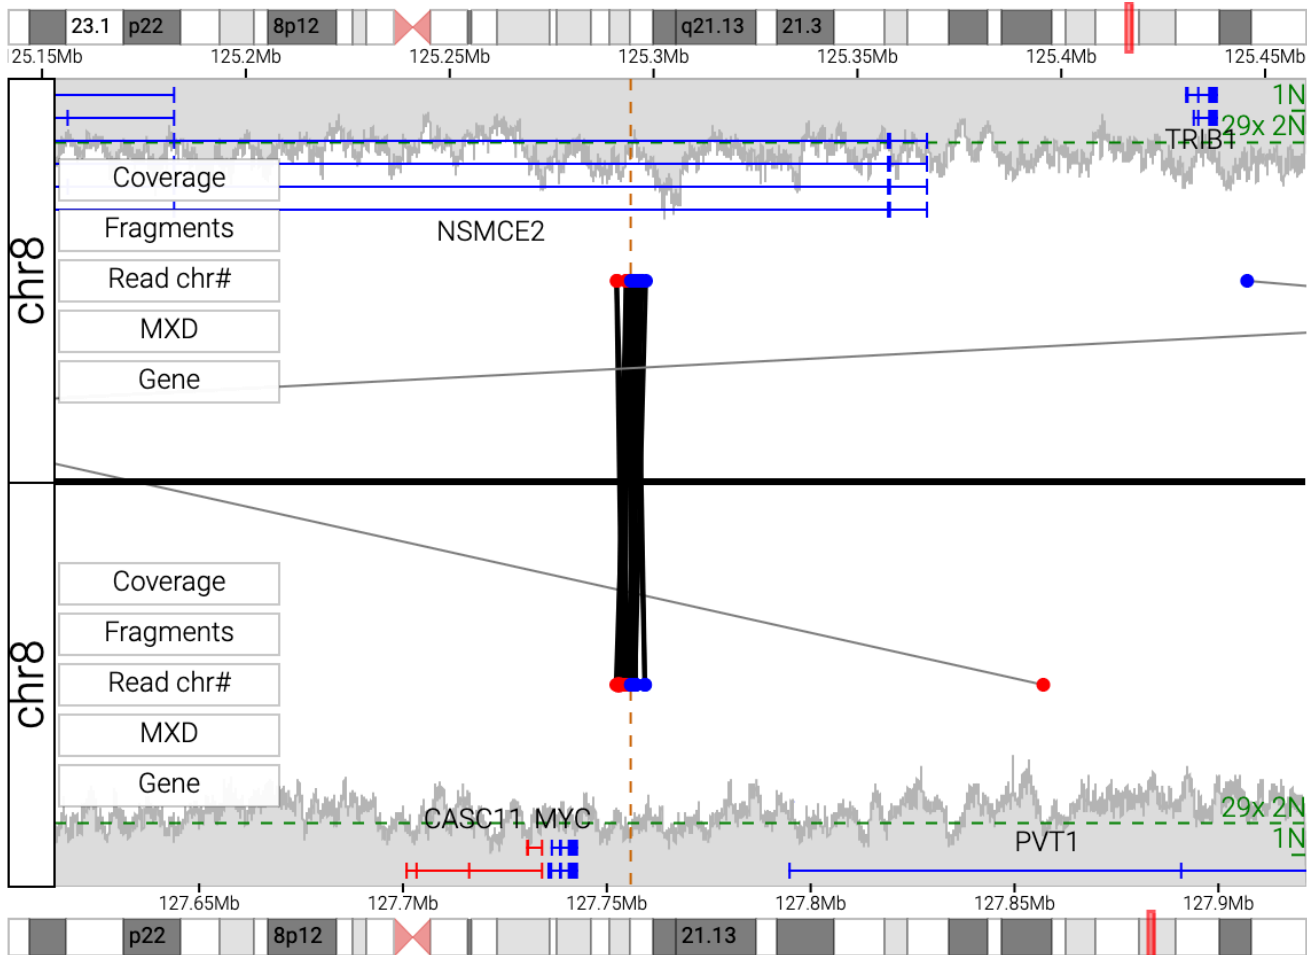 23.1 p22 8p12 q21.13 21.3
25.15Mb 125.2Mb 125.25Mb 125.3Mb 125.35Mb 125.4Mb 125.45Mb
1N
29x 2N
TRIB1
Coverage
NSMCE2
Fragments
chr8
Read chr#
MXD
Gene
Coverage
Fragments
chr8
Read chr#
MXD
Gene
29x 2N
CASC11 MYC
1N
PVT1
127.65Mb 127.7Mb 127.75Mb 127.8Mb 127.85Mb 127.9Mb
p22 8p12 21.13